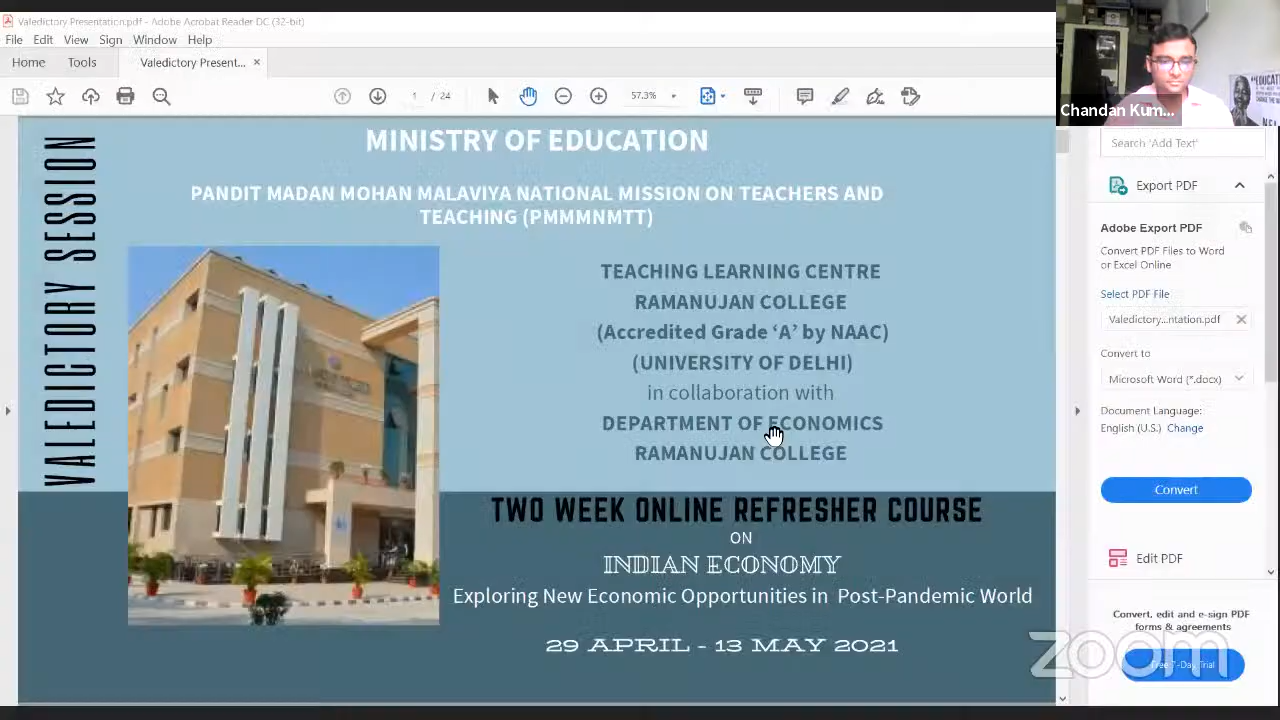 Valedictory Presentation.pdf - Adobe Acrobat Reader DC (32-bit)
File Edit View Sign Window Help
Home Tools Valedictory Present... ×
/ 24 57.3%
Chandan Kum...
Search 'Add Text'
Export PDF
Adobe Export PDF
Convert PDF Files to Word
or Excel Online
Select PDF File
Valedictory...ntation.pdf
Convert to
Microsoft Word (*.docx)
Document Language:
English (U.S.) Change
Convert
Edit PDF
Convert, edit and e-sign PDF
forms & agreements
Free 7-Day Trial
zoom
VALEDICTORY SESSION
MINISTRY OF EDUCATION
PANDIT MADAN MOHAN MALAVIYA NATIONAL MISSION ON TEACHERS AND
TEACHING (PMMMNMTT)
TEACHING LEARNING CENTRE
RAMANUJAN COLLEGE
(Accredited Grade ‘A’ by NAAC)
(UNIVERSITY OF DELHI)
in collaboration with
DEPARTMENT OF ECONOMICS
RAMANUJAN COLLEGE
TWO WEEK ONLINE REFRESHER COURSE
ON
INDIAN ECONOMY
Exploring New Economic Opportunities in Post-Pandemic World
29 APRIL - 13 MAY 2021